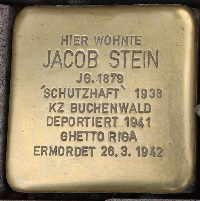 HIER WOHNTE
JACOB STEIN
JG. 1879
'SCHUTZHAFT' 1938
KZ BUCHENWALD
DEPORTIERT 1941
GHETTO RIGA
ERMORDET 26.3.1942